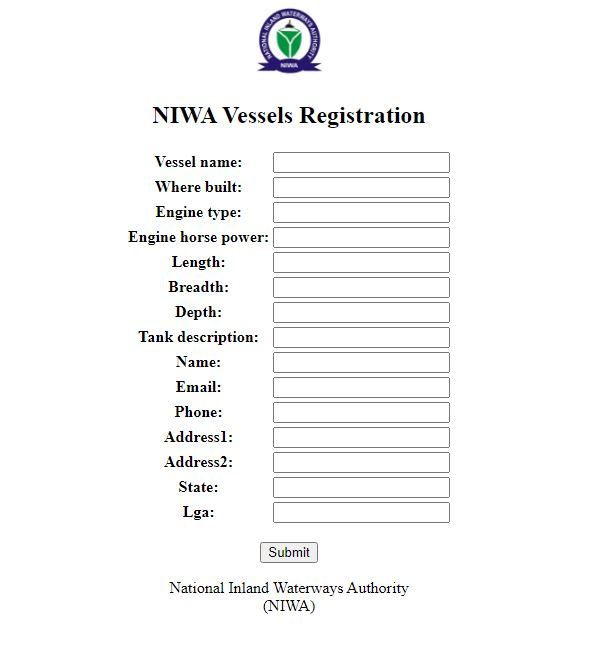 NATIONAL INLAND WATERWAYS AUTHORITY
NIWA
NIWA Vessels Registration
Vessel name:
Where built:
Engine type:
Engine horse power:
Length:
Breadth:
Depth:
Tank description:
Name:
Email:
Phone:
Address1:
Address2:
State:
Lga:
Submit
National Inland Waterways Authority
(NIWA)